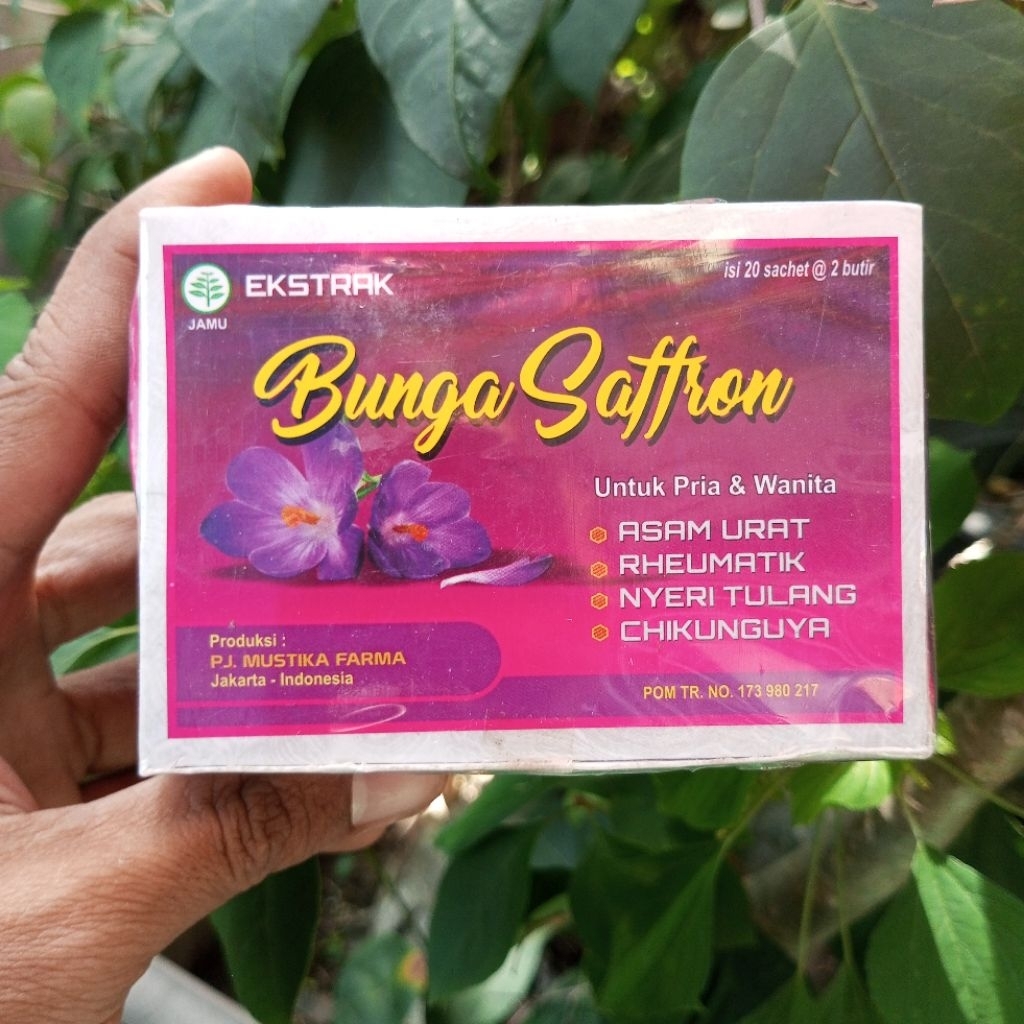 EKSTRAK
isi 20 sachet @ 2 butir
JAMU
Bunga Saffron
Untuk Pria & Wanita
ASAM URAT
RHEUMATIK
NYERI TULANG
CHIKUNGUYA
Produksi :
P.J. MUSTIKA FARMA
Jakarta - Indonesia
POM TR. NO. 173 980 217